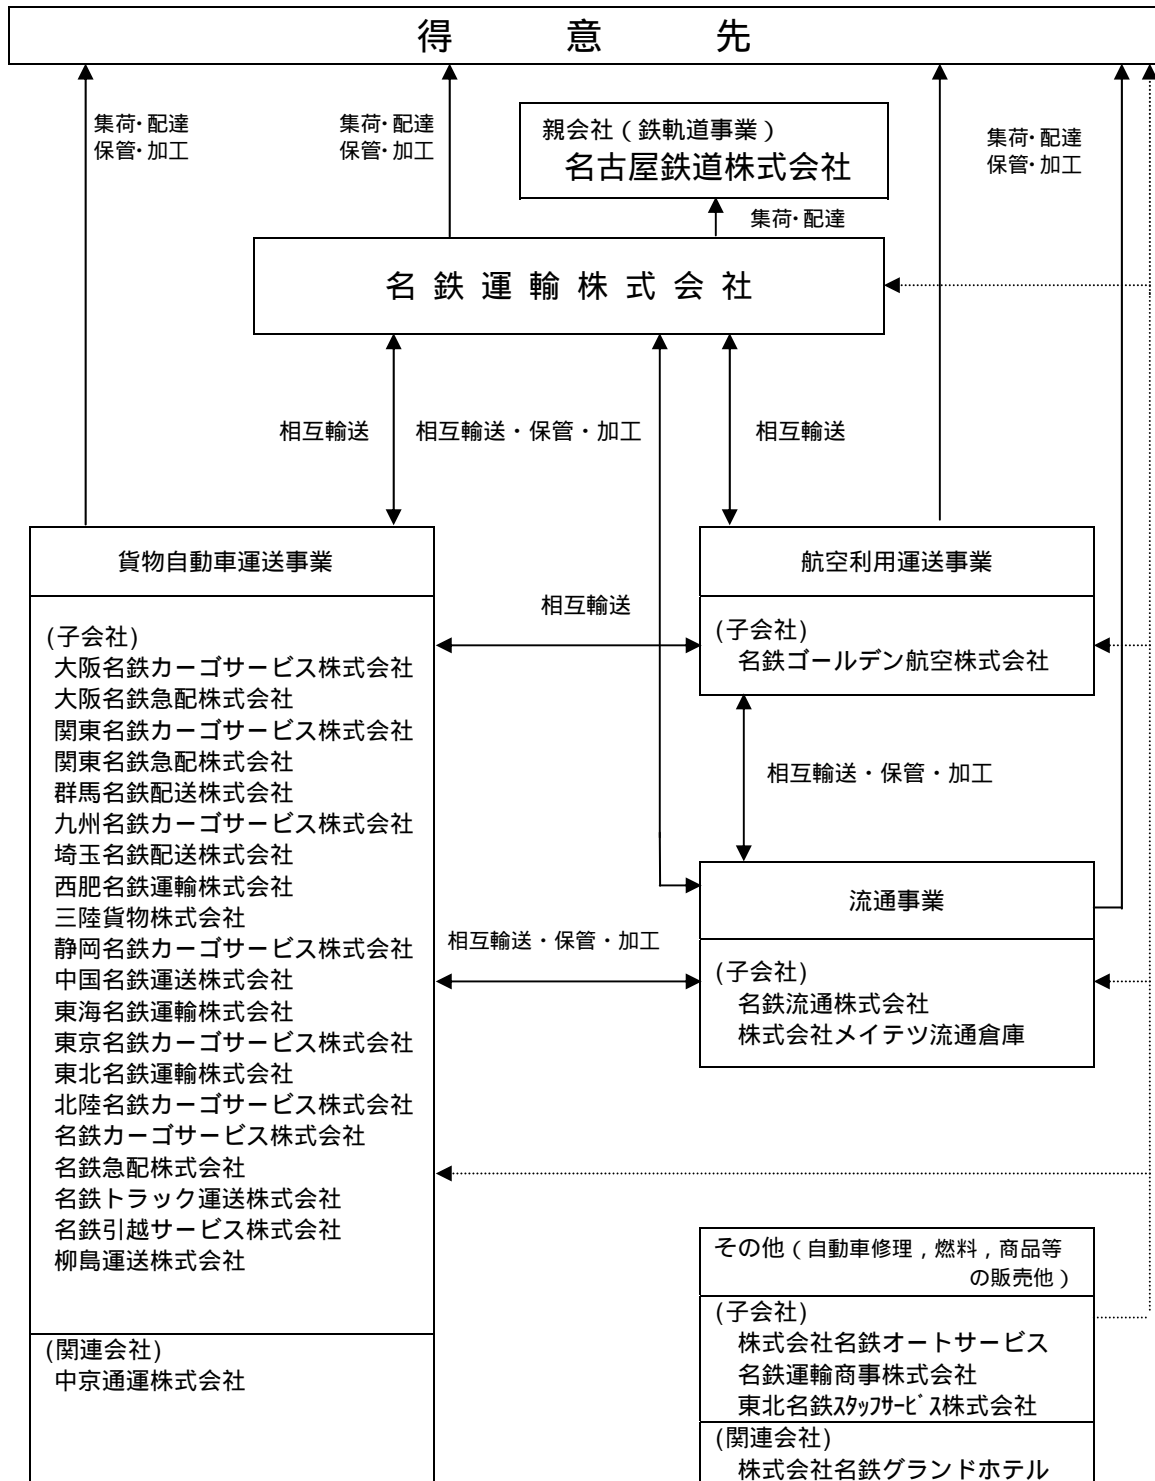 得意先
集荷・配達
保管・加工
集荷・配達
保管・加工
親会社（鉄軌道事業）
名古屋鉄道株式会社
集荷・配達
保管・加工
集荷・配達
名鉄運輸株式会社
相互輸送
相互輸送・保管・加工
相互輸送
貨物自動車運送事業
(子会社)
大阪名鉄カーゴサービス株式会社
大阪名鉄急配株式会社
関東名鉄カーゴサービス株式会社
関東名鉄急配株式会社
群馬名鉄配送株式会社
九州名鉄カーゴサービス株式会社
埼玉名鉄配送株式会社
西肥名鉄運輸株式会社
三陸貨物株式会社
静岡名鉄カーゴサービス株式会社
中国名鉄運送株式会社
東海名鉄運輸株式会社
東京名鉄カーゴサービス株式会社
東北名鉄運輸株式会社
北陸名鉄カーゴサービス株式会社
名鉄カーゴサービス株式会社
名鉄急配株式会社
名鉄トラック運送株式会社
名鉄引越サービス株式会社
柳島運送株式会社
(関連会社)
中京通運株式会社
相互輸送
相互輸送・保管・加工
航空利用運送事業
(子会社)
名鉄ゴールデン航空株式会社
相互輸送・保管・加工
流通事業
(子会社)
名鉄流通株式会社
株式会社メイテツ流通倉庫
その他（自動車修理，燃料，商品等
の販売他）
(子会社)
株式会社名鉄オートサービス
名鉄運輸商事株式会社
東北名鉄ｽﾀｯﾌｻｰﾋﾞｽ株式会社
(関連会社)
株式会社名鉄グランドホテル